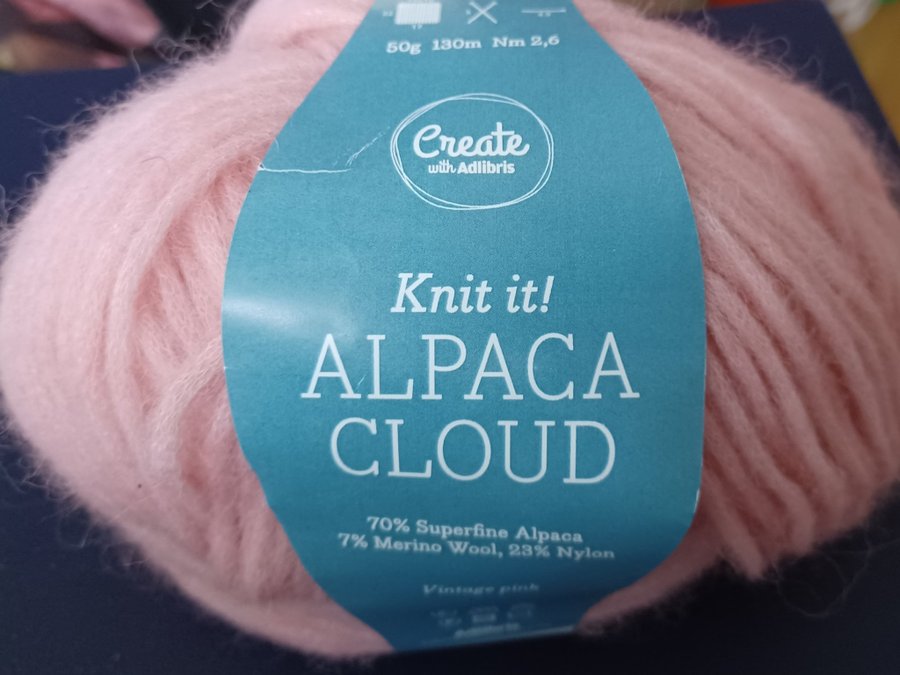 50g 130m Nm 2,6
Create
with Adlibris
Knit it!
ALPACA
CLOUD
70% Superfine Alpaca
7% Merino Wool, 23% Nylon
Vintage pink
Adlibris